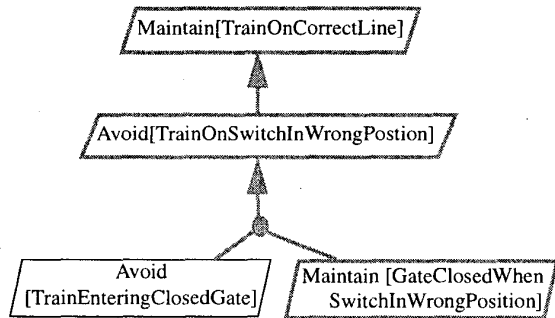 Maintain[TrainOnCorrectLine]
Avoid[TrainOnSwitchInWrongPostion]
Avoid
[TrainEnteringClosedGate]
Maintain [GateClosedWhen
SwitchInWrongPosition]